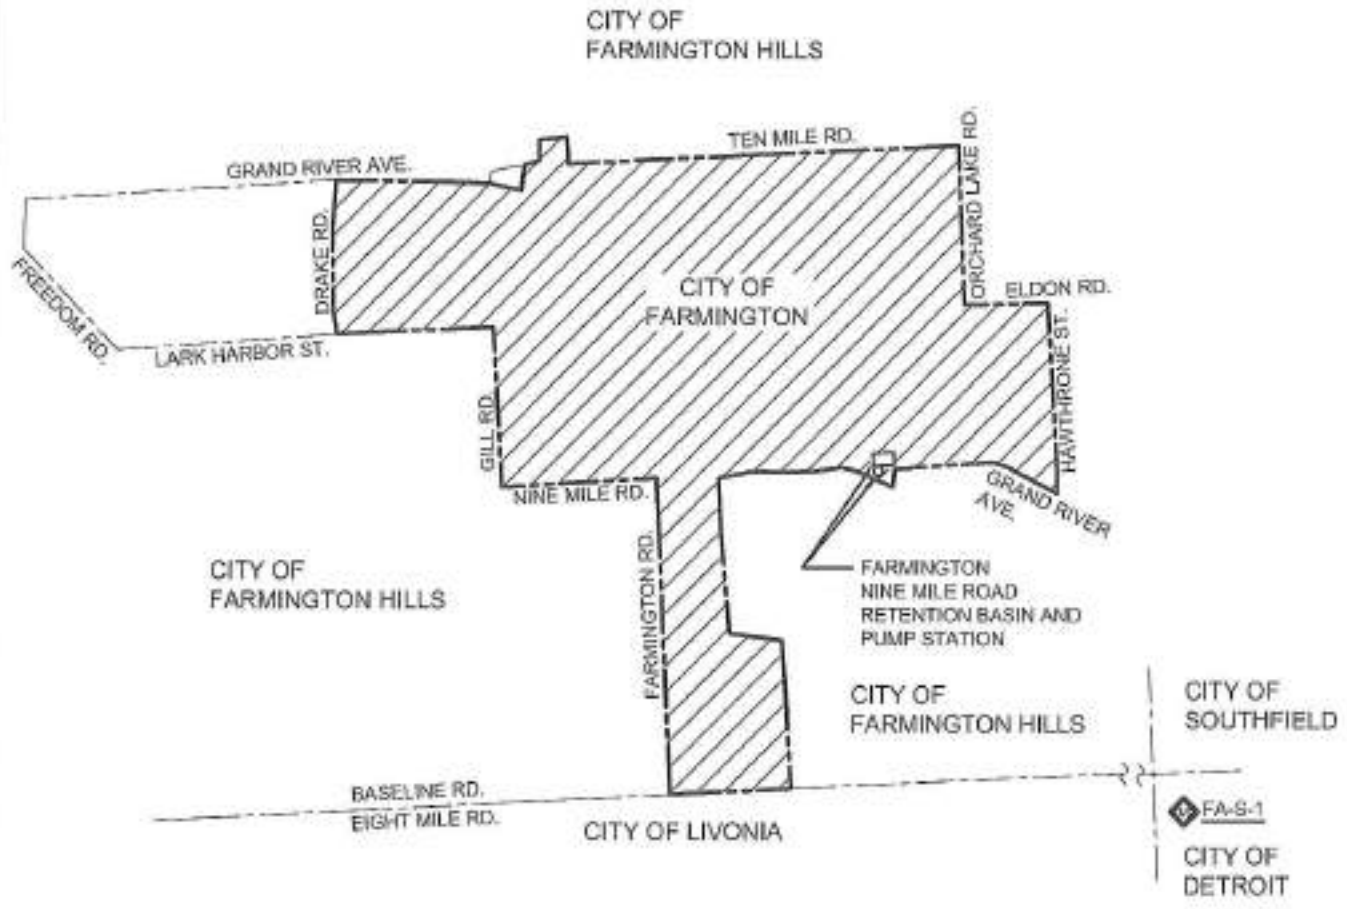 CITY OF
FARMINGTON HILLS
TEN MILE RD.
GRAND RIVER AVE.
ORCHARD LAKE RD.
DRAKE RD.
FREEDOM RD.
LARK HARBOR ST.
CITY OF
FARMINGTON
ELDON RD.
HAWTHRONE ST.
GILL RD.
NINE MILE RD.
GRAND RIVER
AVE.
FARMINGTON RD.
CITY OF
FARMINGTON HILLS
FARMINGTON
NINE MILE ROAD
RETENTION BASIN AND
PUMP STATION
CITY OF
FARMINGTON HILLS
CITY OF
SOUTHFIELD
BASELINE RD.
EIGHT MILE RD.
CITY OF LIVONIA
FA-S-1
CITY OF
DETROIT